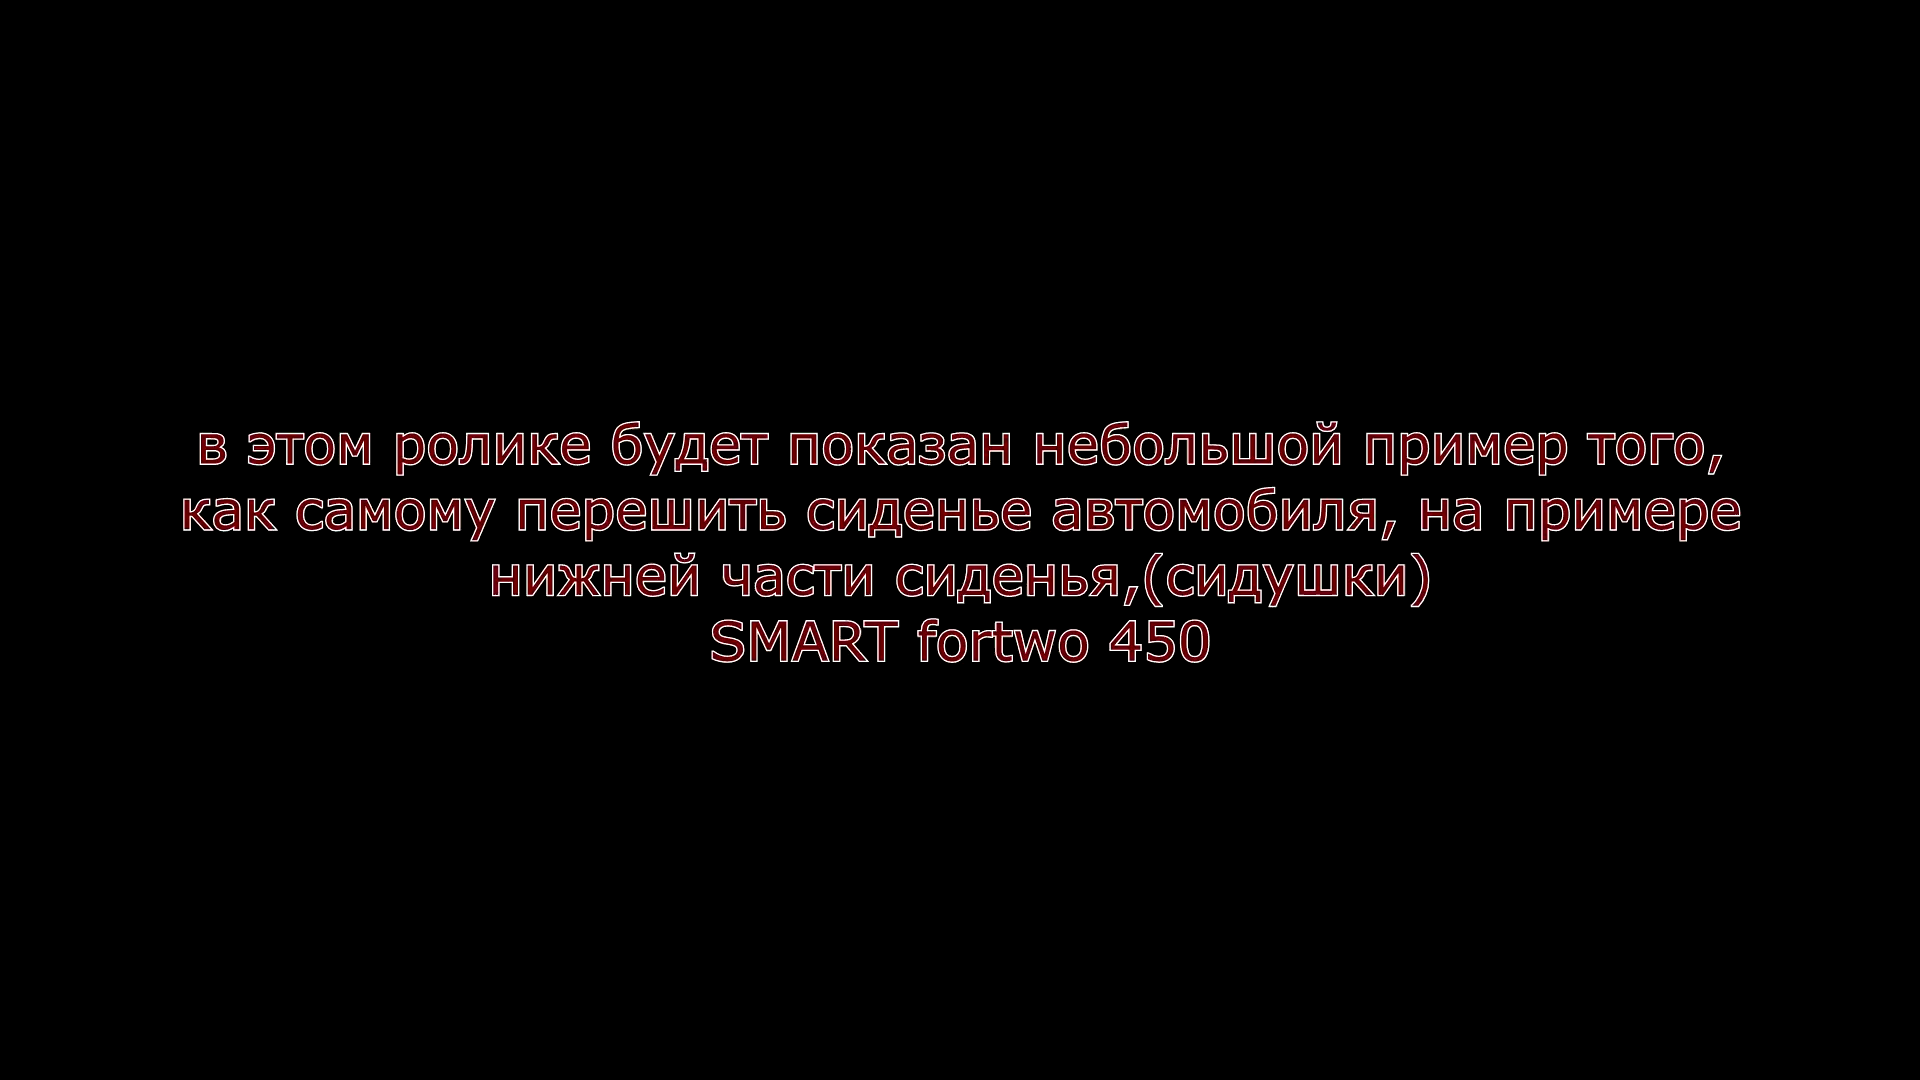 в этом ролике будет показан небольшой пример того,
как самому перешить сиденье автомобиля, на примере
нижней части сиденья,(сидушки)
SMART fortwo 450